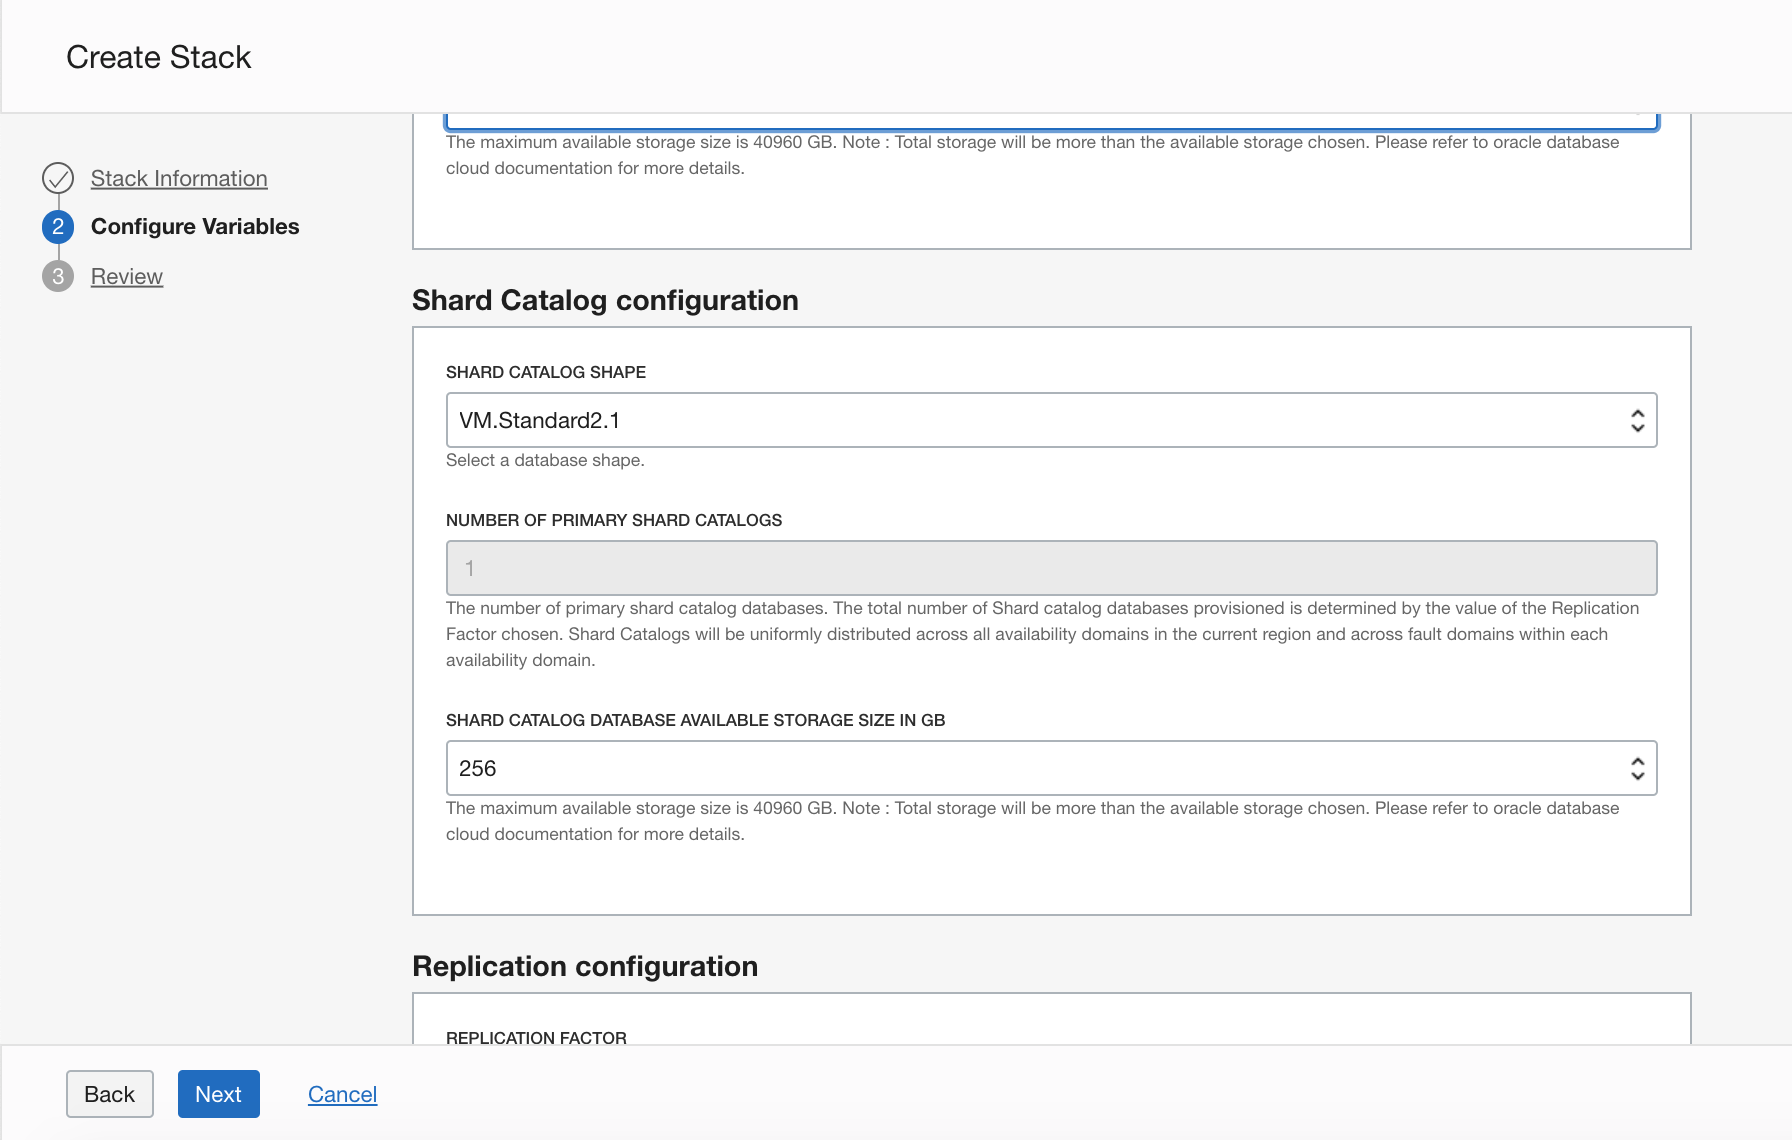 Create Stack
The maximum available storage size is 40960 GB. Note : Total storage will be more than the available storage chosen. Please refer to oracle database
cloud documentation for more details.
Stack Information
2 Configure Variables
3 Review
Shard Catalog configuration
SHARD CATALOG SHAPE
VM.Standard2.1
Select a database shape.
NUMBER OF PRIMARY SHARD CATALOGS
1
The number of primary shard catalog databases. The total number of Shard catalog databases provisioned is determined by the value of the Replication
Factor chosen. Shard Catalogs will be uniformly distributed across all availability domains in the current region and across fault domains within each
availability domain.
SHARD CATALOG DATABASE AVAILABLE STORAGE SIZE IN GB
256
The maximum available storage size is 40960 GB. Note : Total storage will be more than the available storage chosen. Please refer to oracle database
cloud documentation for more details.
Replication configuration
REPLICATION FACTOR
Back Next Cancel